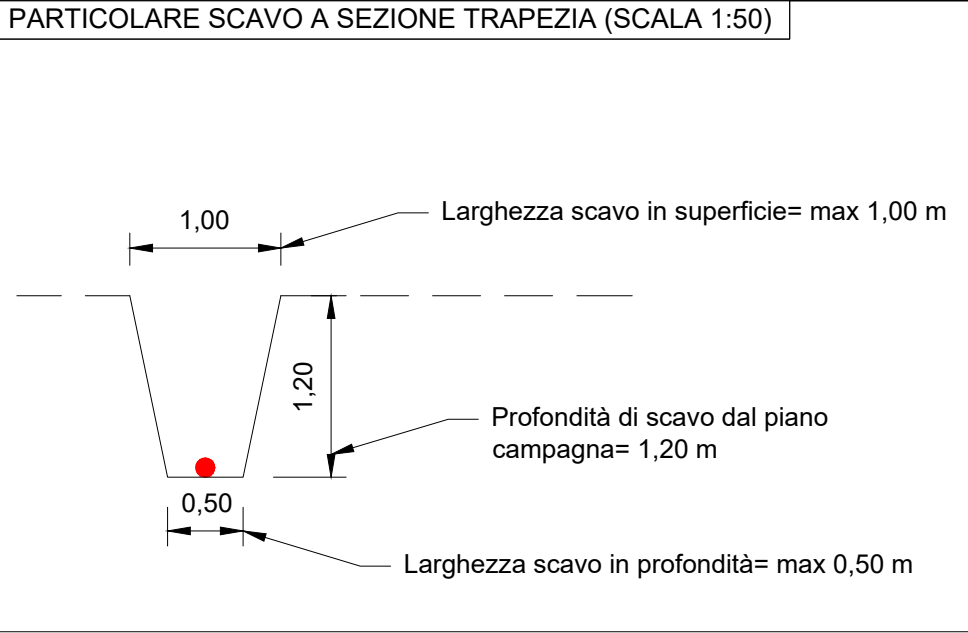 PARTICOLARE SCAVO A SEZIONE TRAPEZIA (SCALA 1:50)
1,00
Larghezza scavo in superficie= max 1,00 m
1,20
Profondità di scavo dal piano
campagna= 1,20 m
0,50
Larghezza scavo in profondità= max 0,50 m